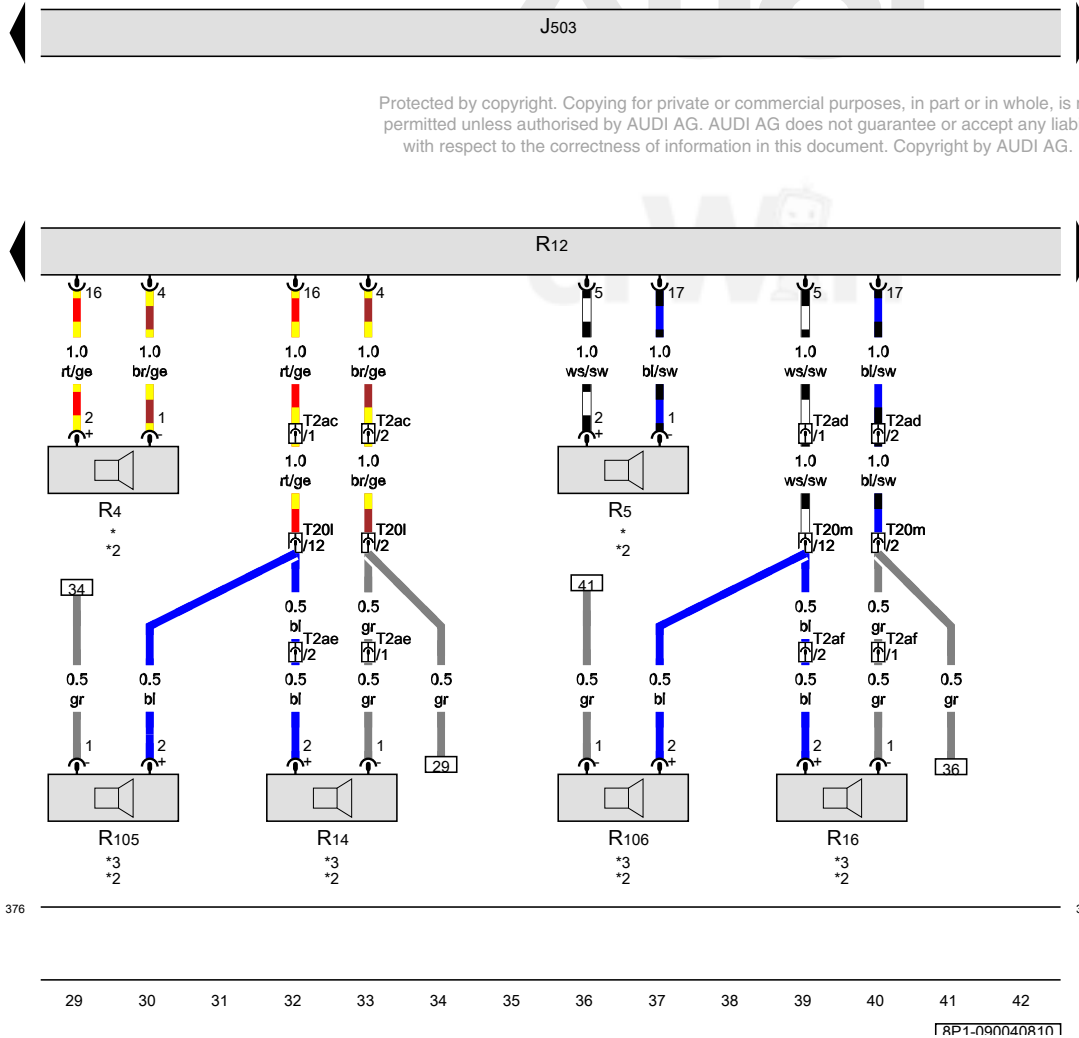 J503
Protected by copyright. Copying for private or commercial purposes, in part or in whole, is
permitted unless authorised by AUDI AG. AUDI AG does not guarantee or accept any
with respect to the correctness of information in this document. Copyright by AUDI AG.
R12
16 4 16 4 5 17 5 17
1.0 1.0 1.0 1.0 1.0 1.0 1.0 1.0
rt/ge br/ge rt/ge br/ge ws/sw bl/sw ws/sw bl/sw
2 1 T2ac T2ac 2 1 T2ad T2ad
+ - /1 /2 + - /1 /2
1.0 1.0 1.0 1.0
rt/ge br/ge ws/sw bl/sw
R4 R5
* *
*2 *2
T20l T20l T20m T20m
/12 /2 /12 /2
34 41
0.5 0.5 0.5 0.5
bl gr bl gr
T2ae T2ae T2af T2af
/2 /1 /2 /1
0.5 0.5 0.5 0.5 0.5 0.5 0.5 0.5 0.5 0.5
gr bl bl gr gr gr bl bl gr gr
1 2 2 1 1 2 2 1
- + + - - + + -
29 36
R105 R14 R106 R16
*3 *3 *3 *3
*2 *2 *2 *2
376
29 30 31 32 33 34 35 36 37 38 39 40 41 42
8P1-090040810